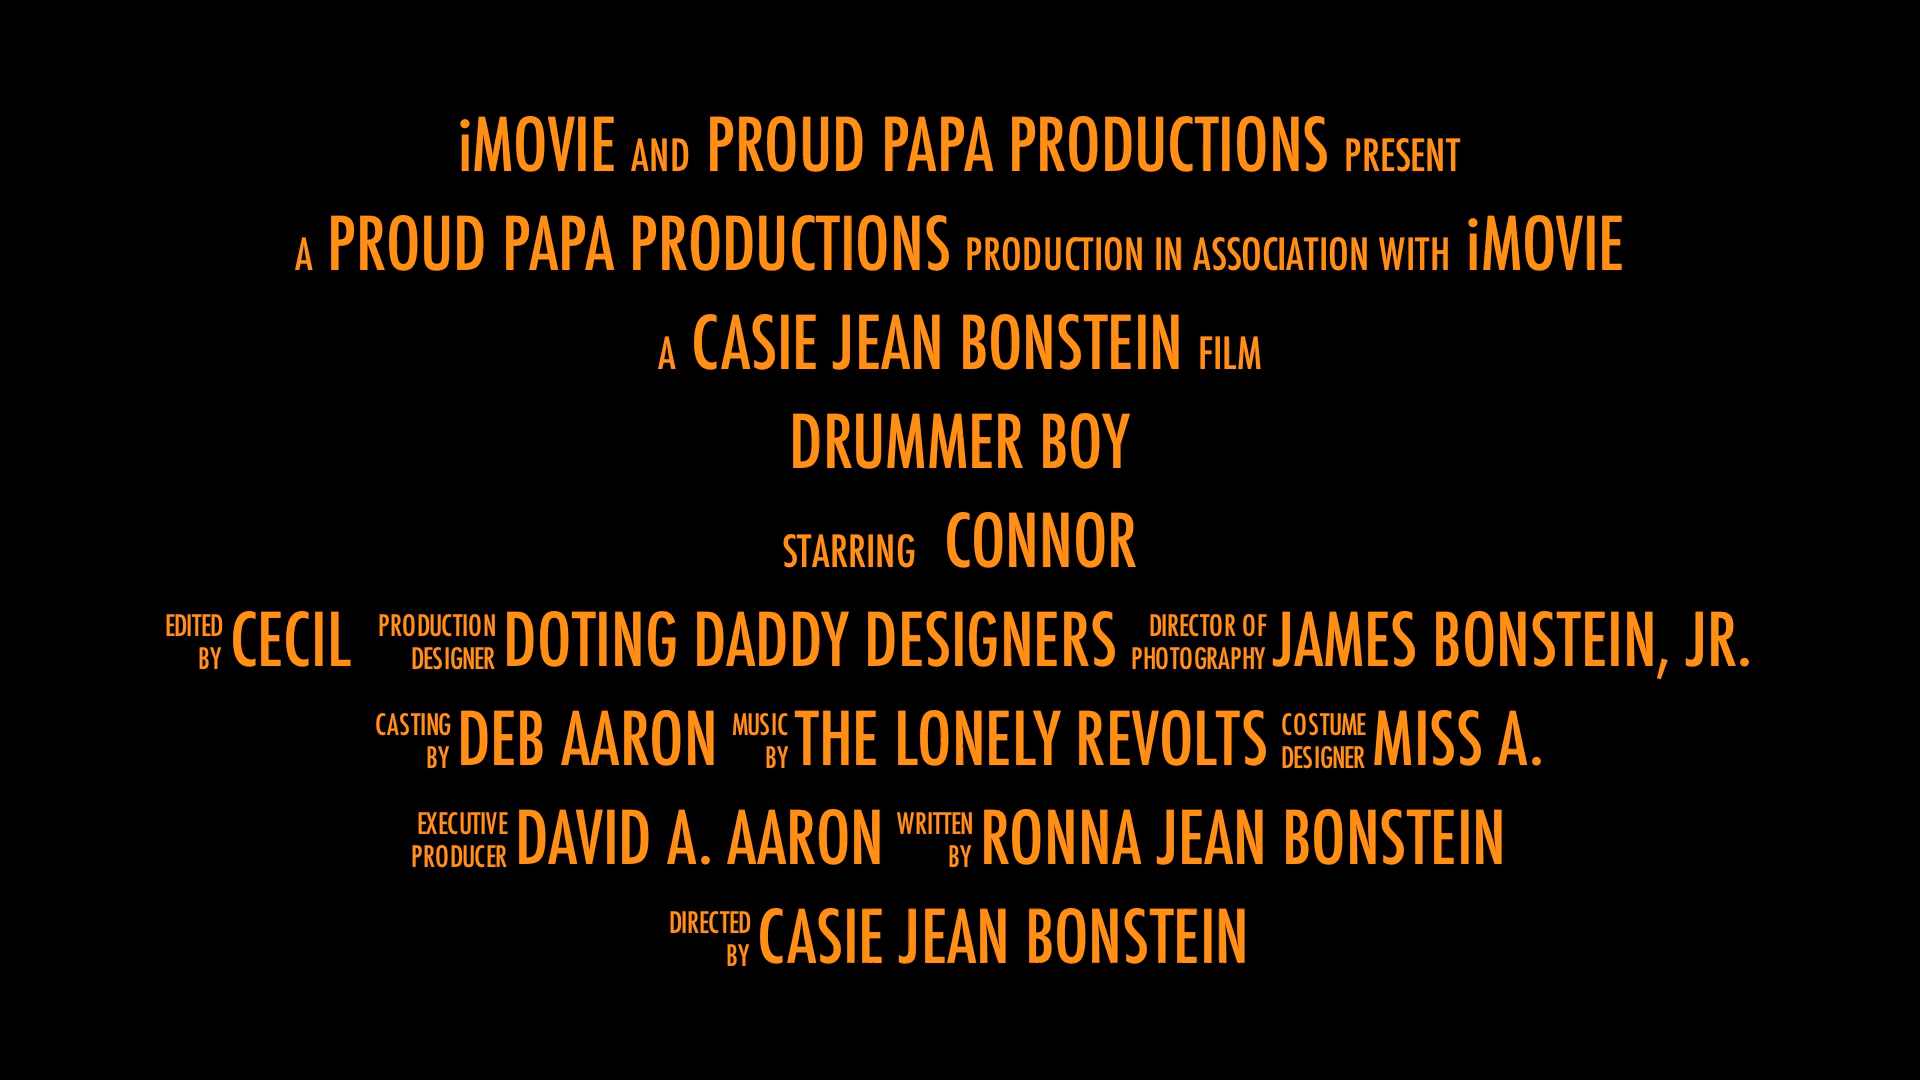 iMOVIE AND PROUD PAPA PRODUCTIONS PRESENT
A PROUD PAPA PRODUCTIONS PRODUCTION IN ASSOCIATION WITH iMOVIE
A CASIE JEAN BONSTEIN FILM
DRUMMER BOY
STARRING CONNOR
EDITED BY CECIL PRODUCTION DESIGNER DOTING DADDY DESIGNERS DIRECTOR OF PHOTOGRAPHY JAMES BONSTEIN, JR.
CASTING BY DEB AARON MUSIC BY THE LONELY REVOLTS COSTUME DESIGNER MISS A.
EXECUTIVE PRODUCER DAVID A. AARON WRITTEN BY RONNA JEAN BONSTEIN
DIRECTED BY CASIE JEAN BONSTEIN